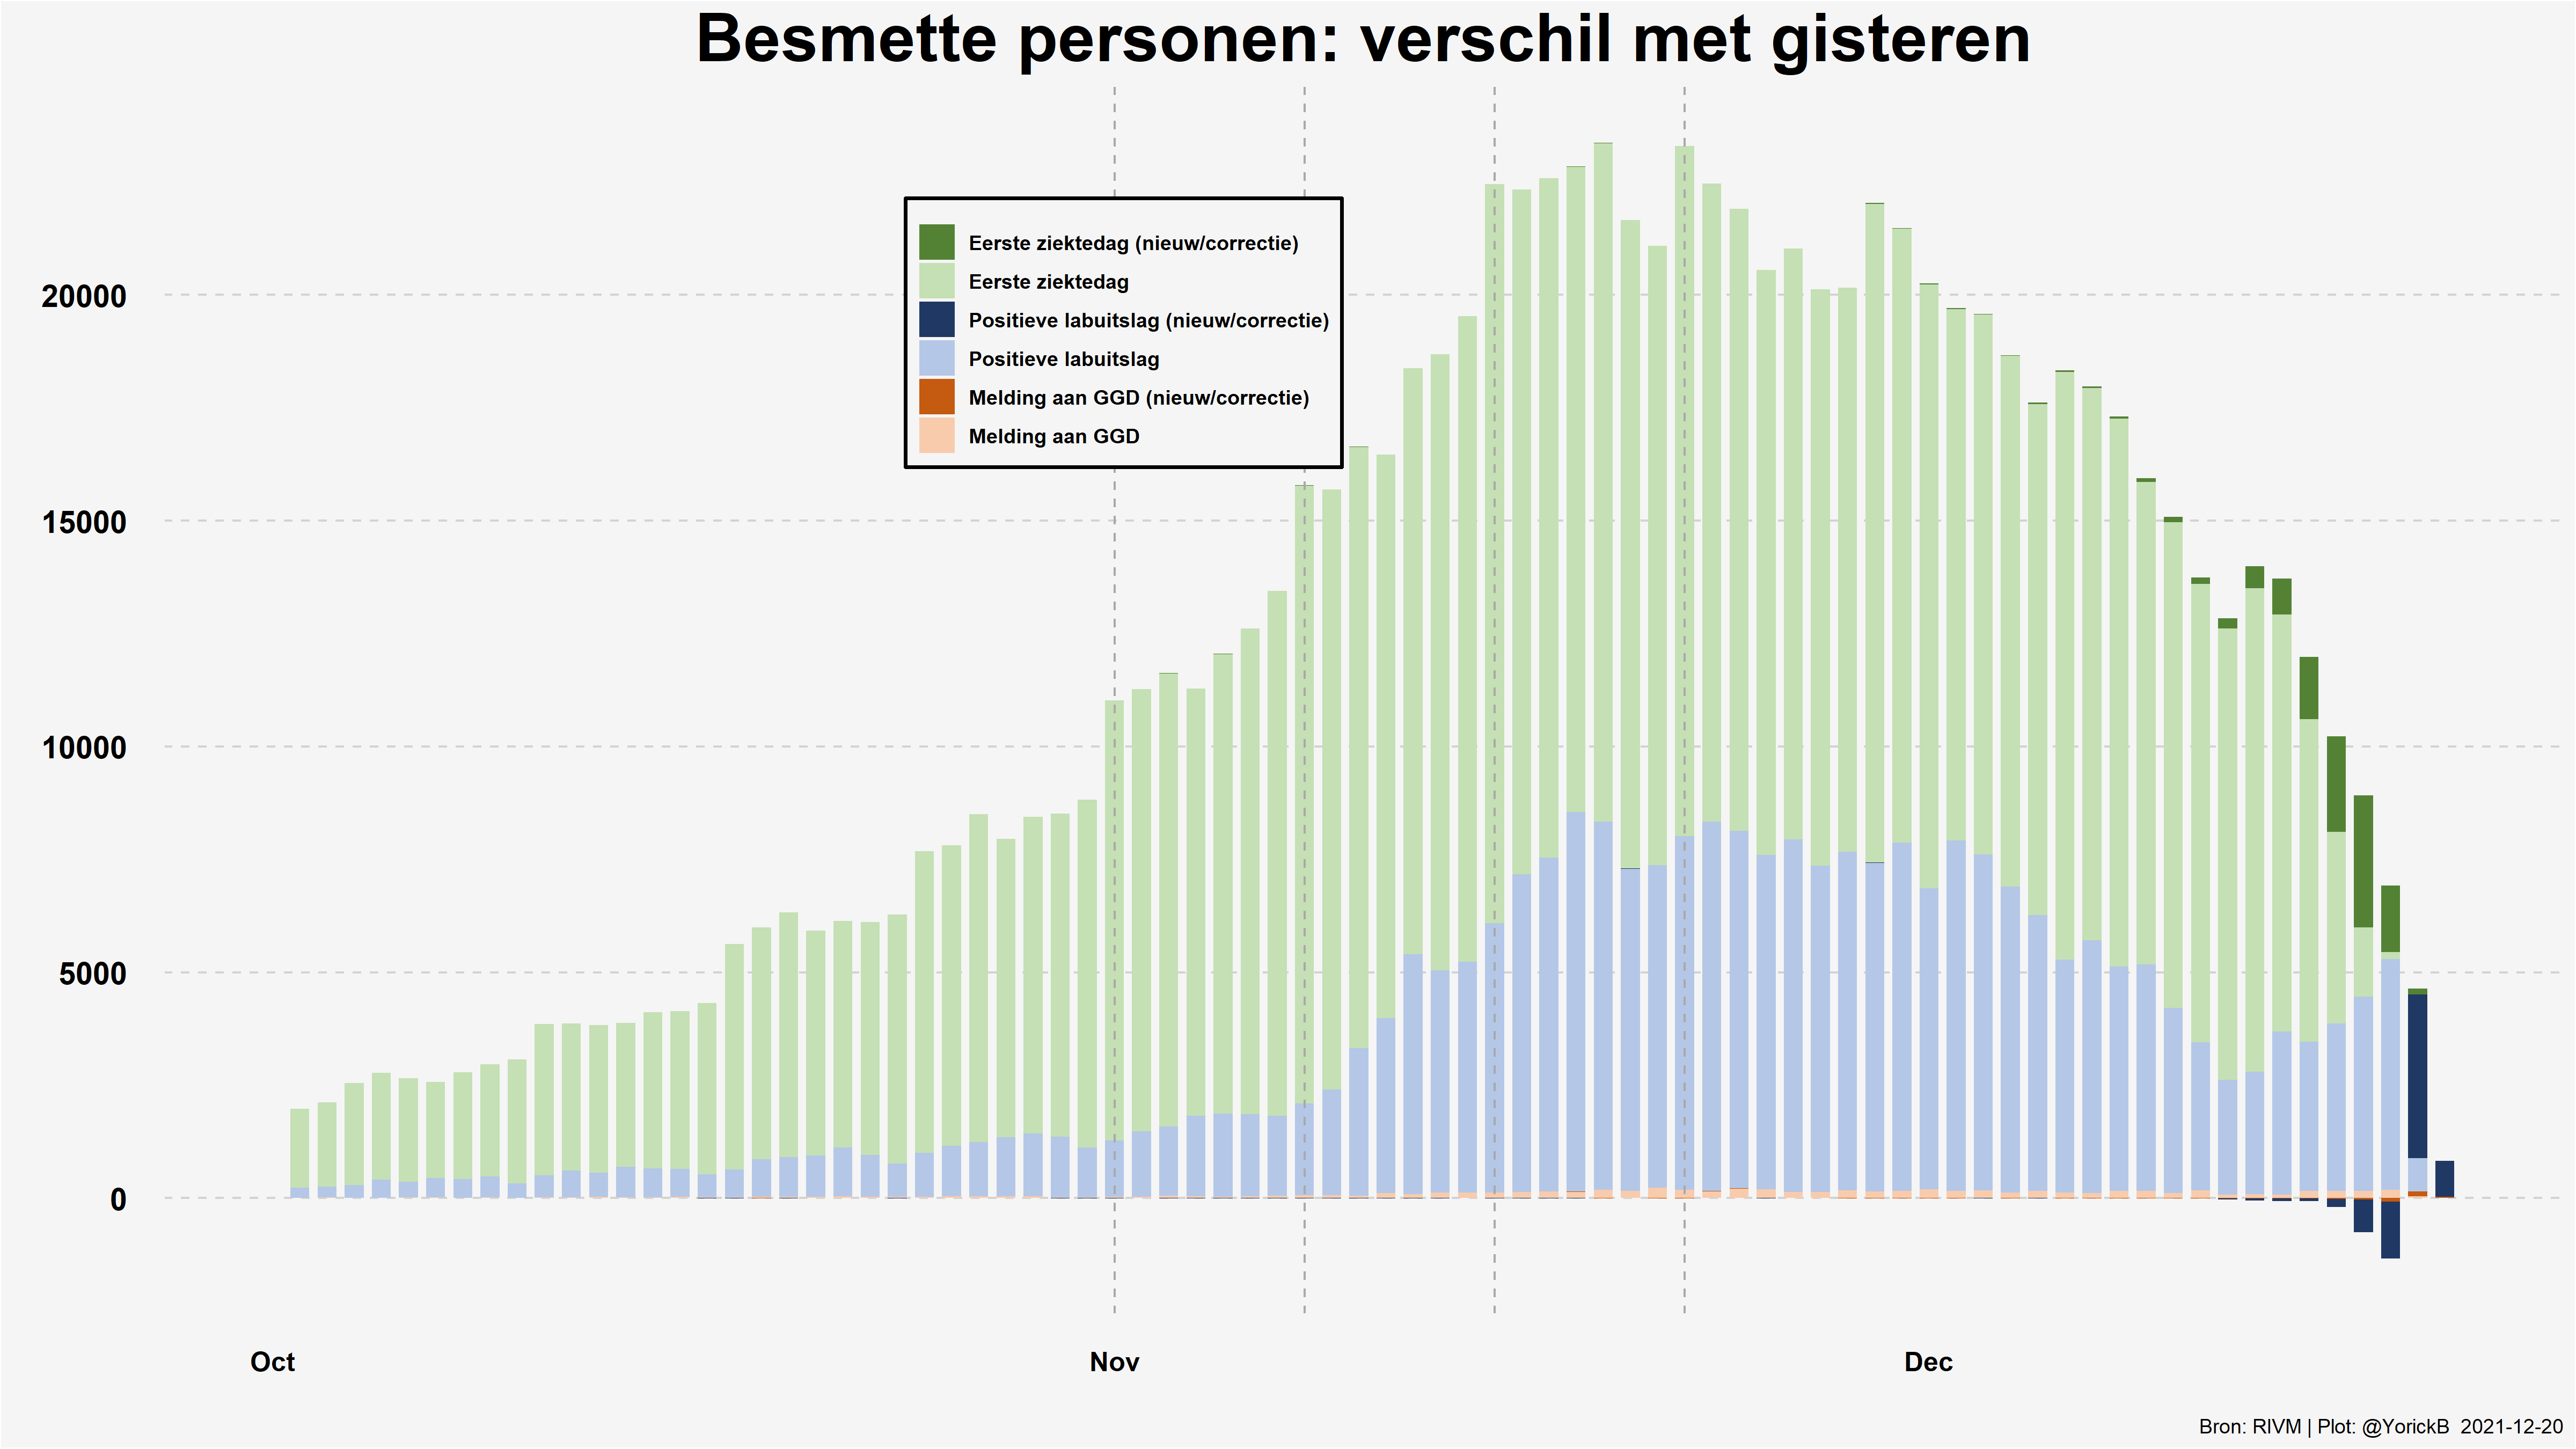 Besmette personen: verschil met gisteren
Eerste ziektedag (nieuw/correctie)
Eerste ziektedag
Positieve labuitslag (nieuw/correctie)
Positieve labuitslag
Melding aan GGD (nieuw/correctie)
Melding aan GGD
20000
15000
10000
5000
0
Oct Nov Dec
Bron: RIVM | Plot: @YorickB 2021-12-20